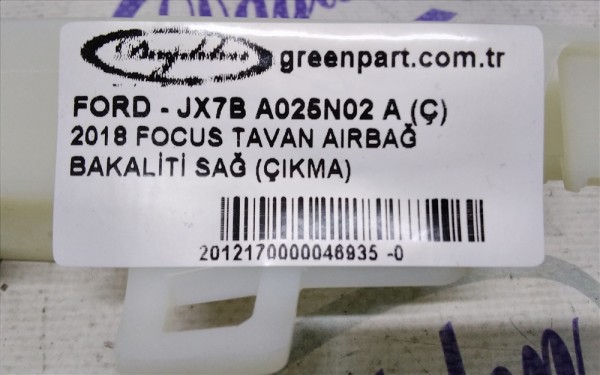 greenpart.com.tr
FORD - JX7B A025N02 A (Ç)
2018 FOCUS TAVAN AIRBAĞ
BAKALİTİ SAĞ (ÇIKMA)
2012170000046935 -0